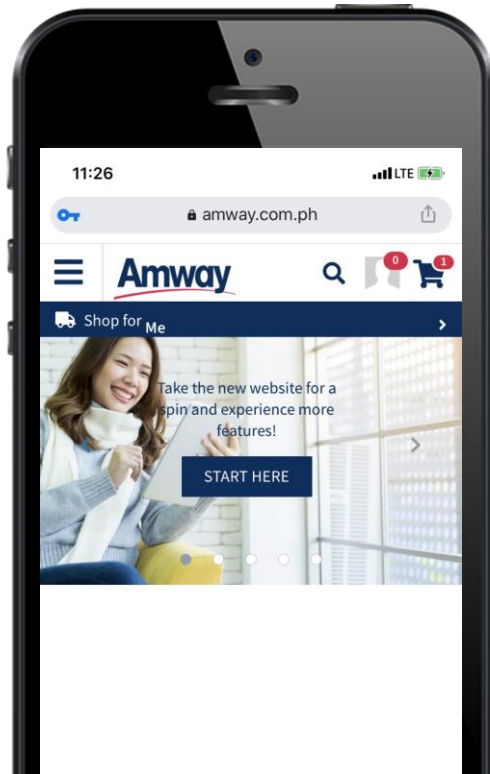 11:26
LTE
amway.com.ph
Amway
0
1
Shop for Me
Take the new website for a
spin and experience more
features!
START HERE